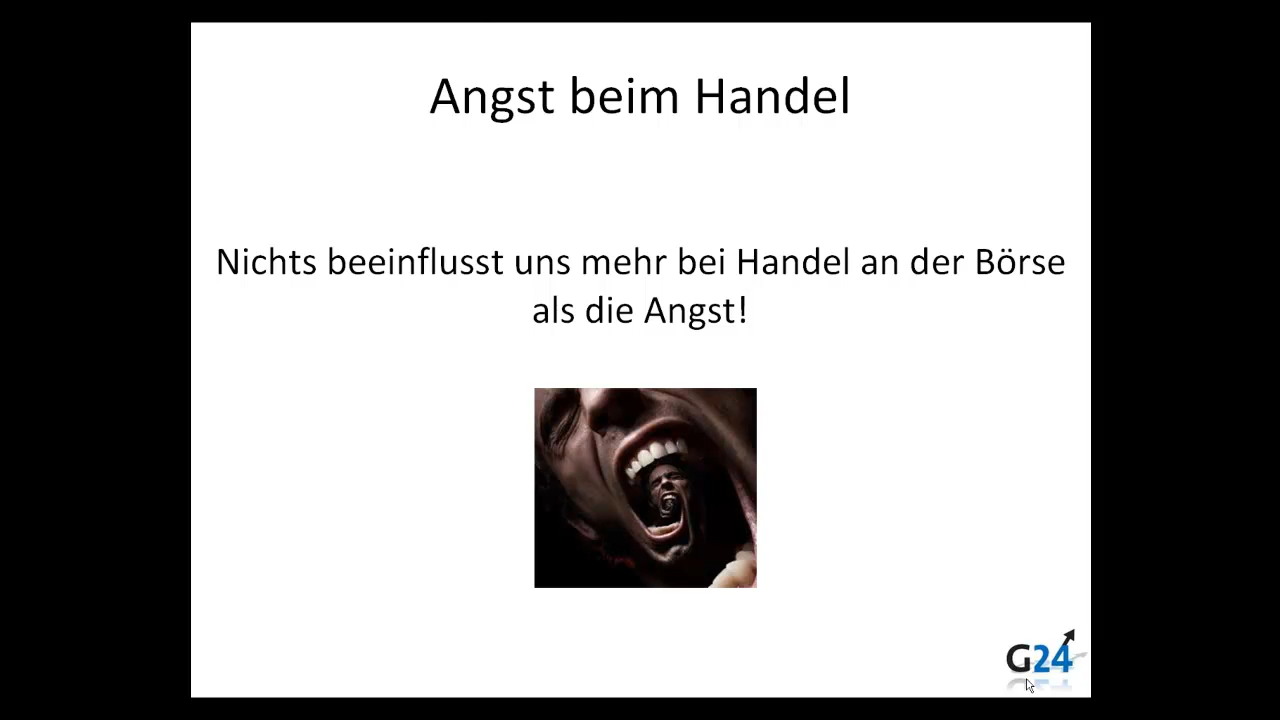 Angst beim Handel
Nichts beeinflusst uns mehr bei Handel an der Börse
als die Angst!
G24